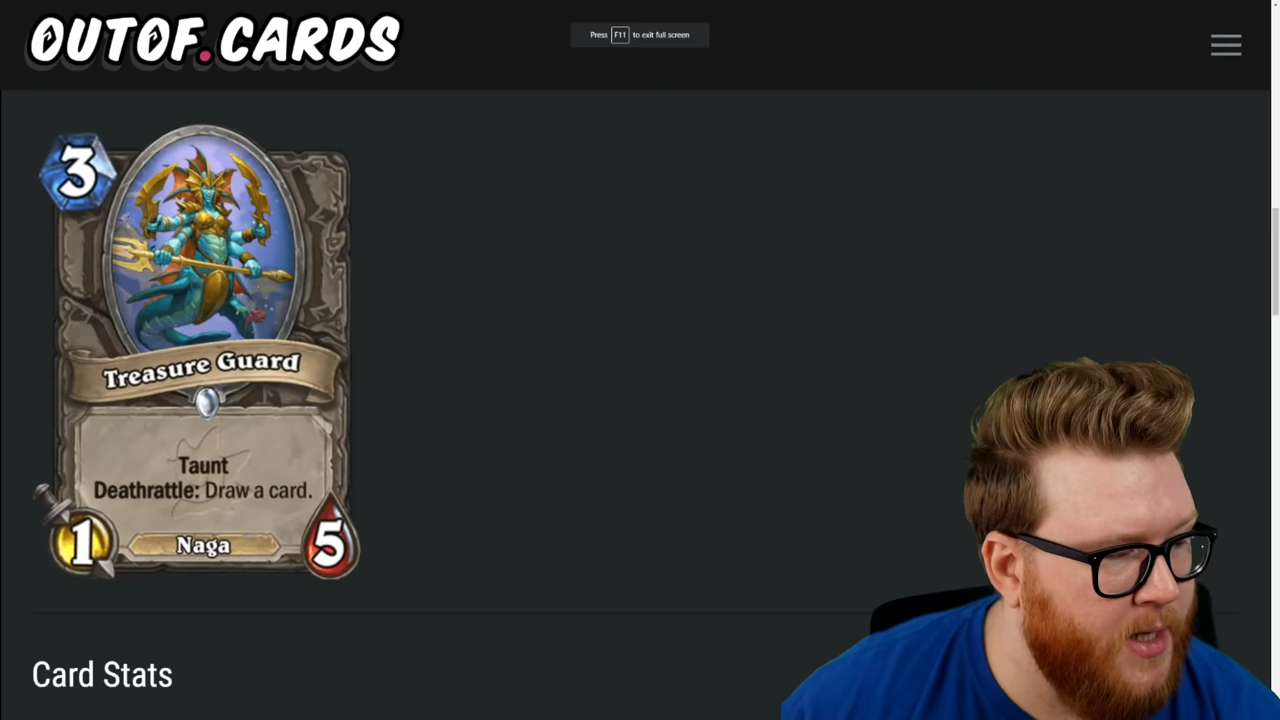 OUTOF.CARDS
Press F11 to exit full screen
3
Treasure Guard
Taunt
Deathrattle: Draw a card.
1 Naga 5
Card Stats